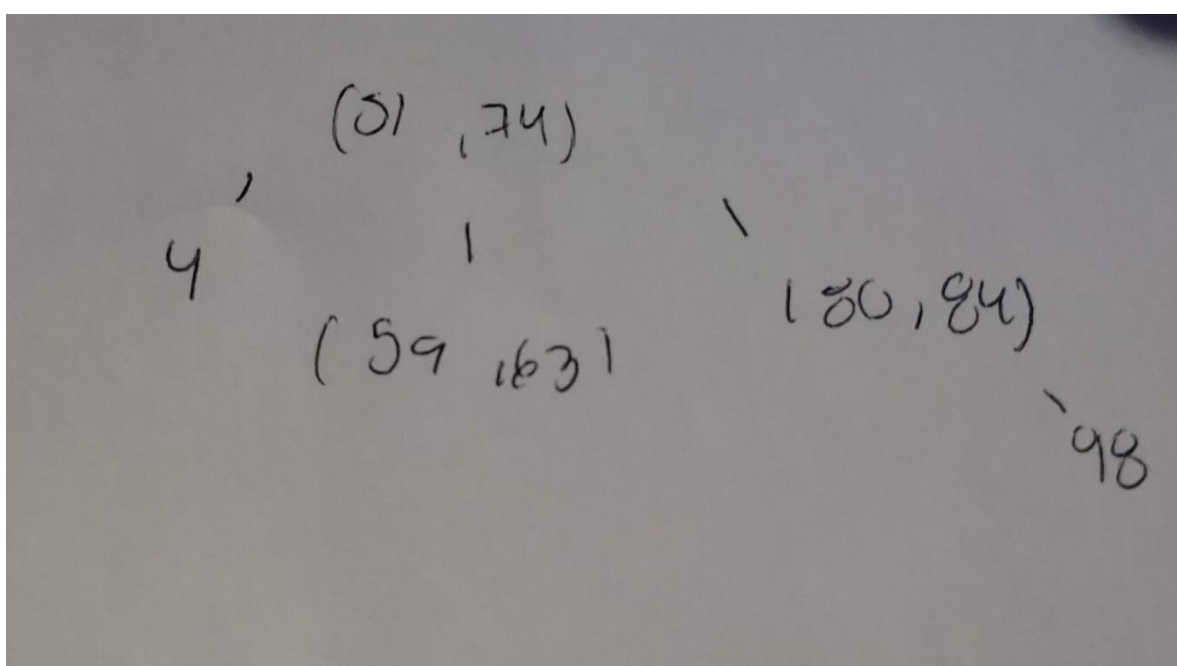 (51 , 74)
4
(59 , 63)
(80 , 84)
98